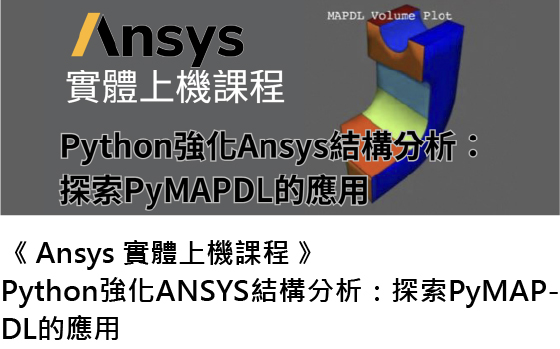 MAPDL Volume Plot
Ansys
實體上機課程
Python強化Ansys結構分析：
探索PyMAPDL的應用
《 Ansys 實體上機課程 》
Python強化ANSYS結構分析：探索PyMAP-
DL的應用